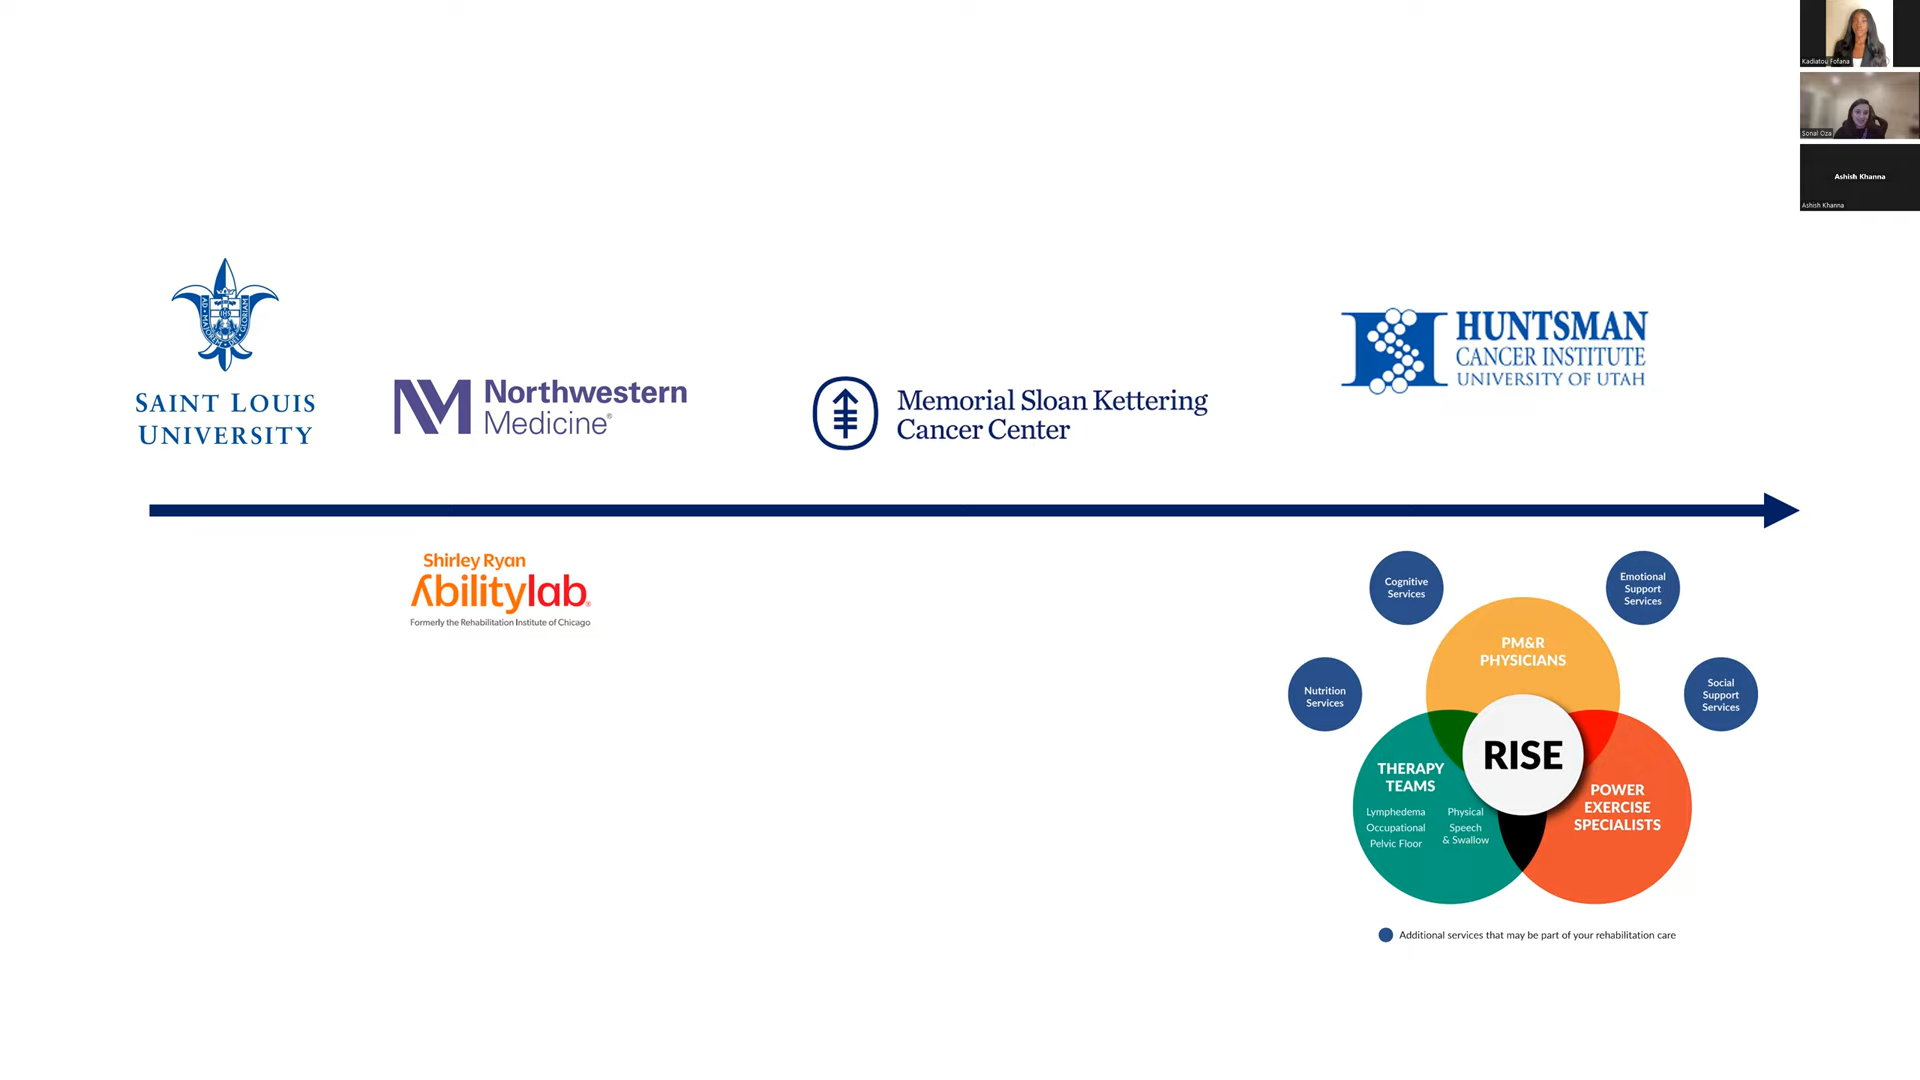 Kadiatou Fofana
Sonal Oza
Ashish Khanna
Ashish Khanna
SAINT LOUIS
UNIVERSITY
Northwestern
Medicine®
Memorial Sloan Kettering
Cancer Center
HUNTSMAN
CANCER INSTITUTE
UNIVERSITY OF UTAH
Shirley Ryan
Abilitylab®
Formerly the Rehabilitation Institute of Chicago
Cognitive
Services
Emotional
Support
Services
Nutrition
Services
Social
Support
Services
PM&R
PHYSICIANS
RISE
THERAPY
TEAMS
Lymphedema
Occupational
Pelvic Floor
Physical
Speech
& Swallow
POWER
EXERCISE
SPECIALISTS
Additional services that may be part of your rehabilitation care